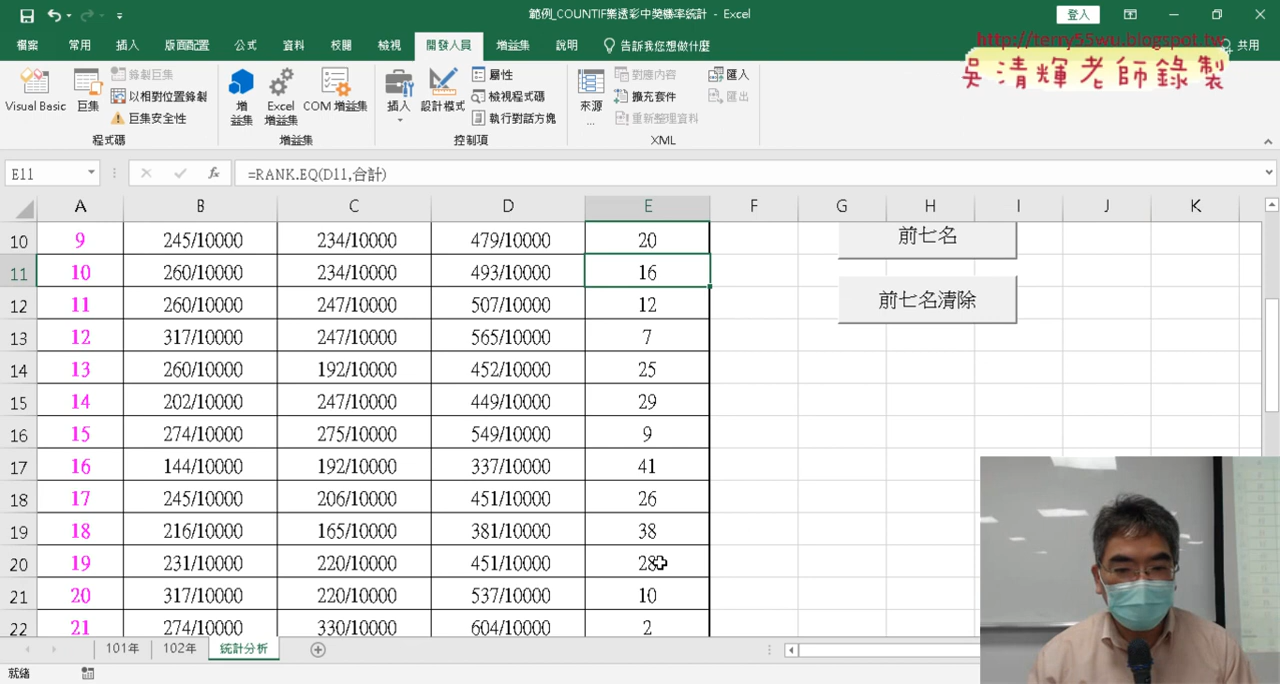 範例_COUNTIF樂透彩中獎機率統計 - Excel
登入
檔案 常用 插入 版面配置 公式 資料 校閱 檢視 開發人員 增益集 說明 告訴我您想做什麼 共用
http://terry55wu.blogspot.tw
吳清輝老師錄製
Visual Basic 巨集 錄製巨集 以相對位置錄製 巨集安全性
程式碼
增益集 Excel 增益集 COM 增益集
增益集
插入 設計模式 屬性 檢視程式碼 執行對話方塊
控制項
來源 ... 對應內容 擴充套件 重新整理資料 匯入 匯出
XML
E11 fx =RANK.EQ(D11,合計)
A B C D E F G H I J K
10 9 245/10000 234/10000 479/10000 20
前七名
11 10 260/10000 234/10000 493/10000 16
前七名清除
12 11 260/10000 247/10000 507/10000 12
13 12 317/10000 247/10000 565/10000 7
14 13 260/10000 192/10000 452/10000 25
15 14 202/10000 247/10000 449/10000 29
16 15 274/10000 275/10000 549/10000 9
17 16 144/10000 192/10000 337/10000 41
18 17 245/10000 206/10000 451/10000 26
19 18 216/10000 165/10000 381/10000 38
20 19 231/10000 220/10000 451/10000 28
21 20 317/10000 220/10000 537/10000 10
22 21 274/10000 330/10000 604/10000 2
101年 102年 統計分析
就緒